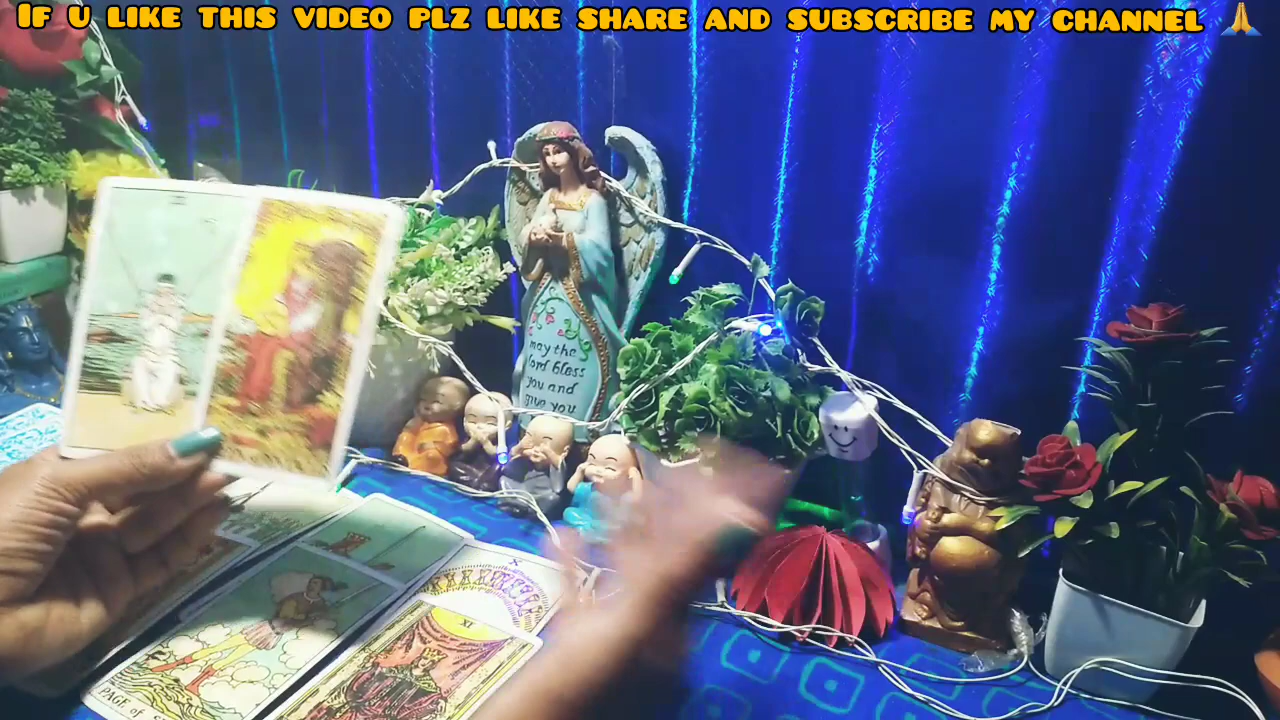 If u like this video plz like share and subscribe my channel 🙏
may the
lord bless
you and
give you
XI
PAGE of